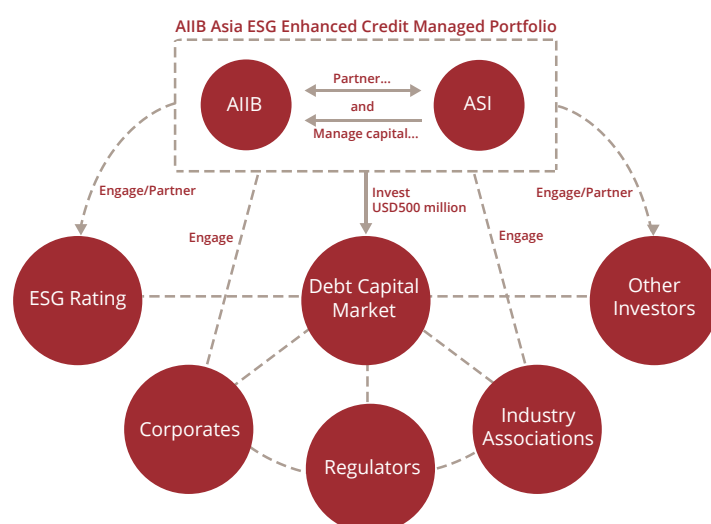 AIIB Asia ESG Enhanced Credit Managed Portfolio
AIIB
Partner...
and
Manage capital...
ASI
Engage/Partner
Engage
Invest
USD500 million
Engage
Engage/Partner
ESG Rating
Debt Capital
Market
Other
Investors
Corporates
Regulators
Industry
Associations